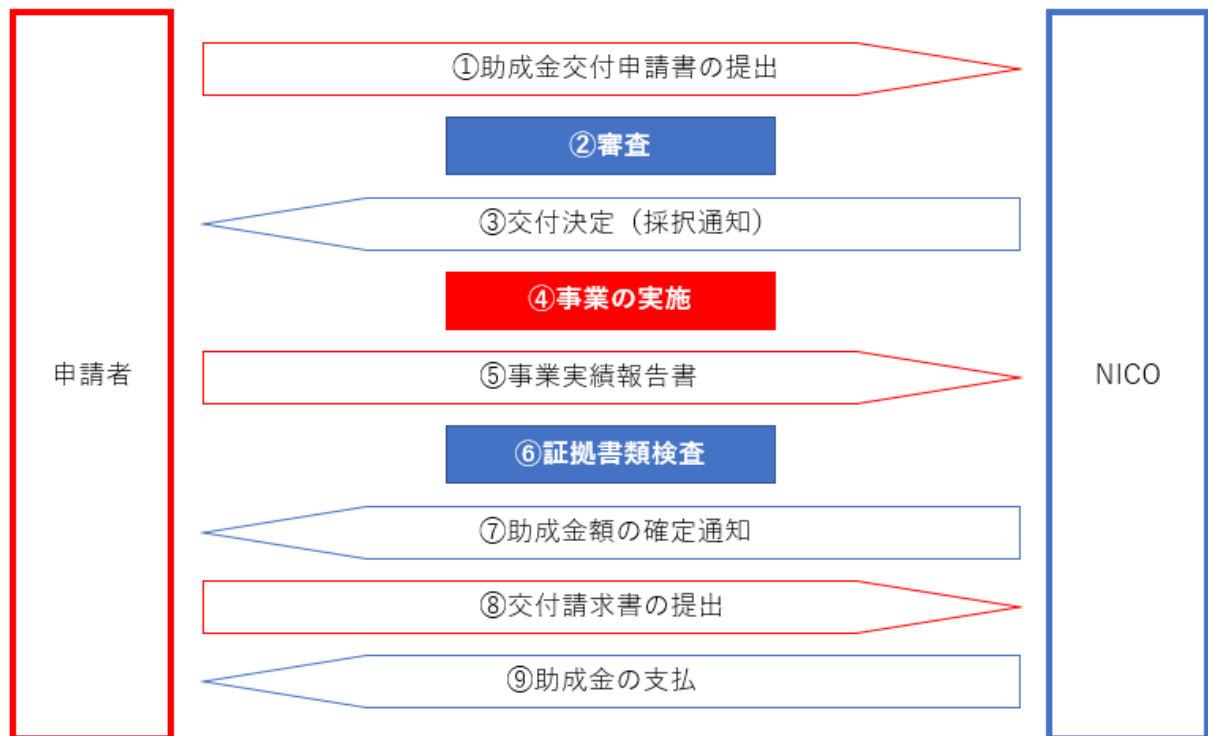 ①助成金交付申請書の提出
②審査
③交付決定（採択通知）
④事業の実施
申請者
⑤事業実績報告書
NICO
⑥証拠書類検査
⑦助成金額の確定通知
⑧交付請求書の提出
⑨助成金の支払